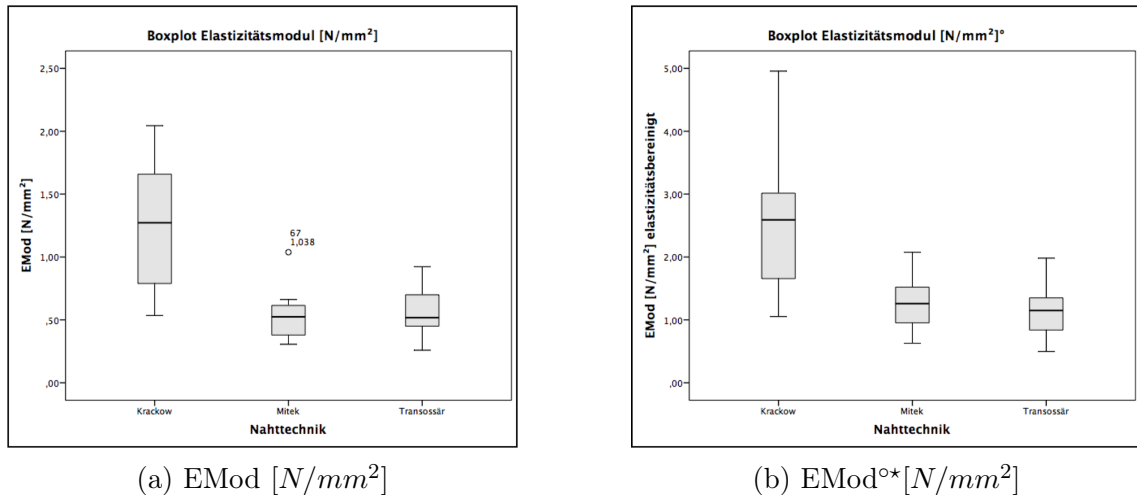 Boxplot Elastizitätsmodul [N/mm²]
2,50
2,00
1,50
1,00
,50
,00
EMod [N/mm²]
67
1,038
Krackow Mitek Transossär
Nahttechnik
(a) EMod [N/mm²]
Boxplot Elastizitätsmodul [N/mm²]°
5,00
4,00
3,00
2,00
1,00
,00
EMod [N/mm²] elastizitätsbereinigt
Krackow Mitek Transossär
Nahttechnik
(b) EMod°⋆[N/mm²]